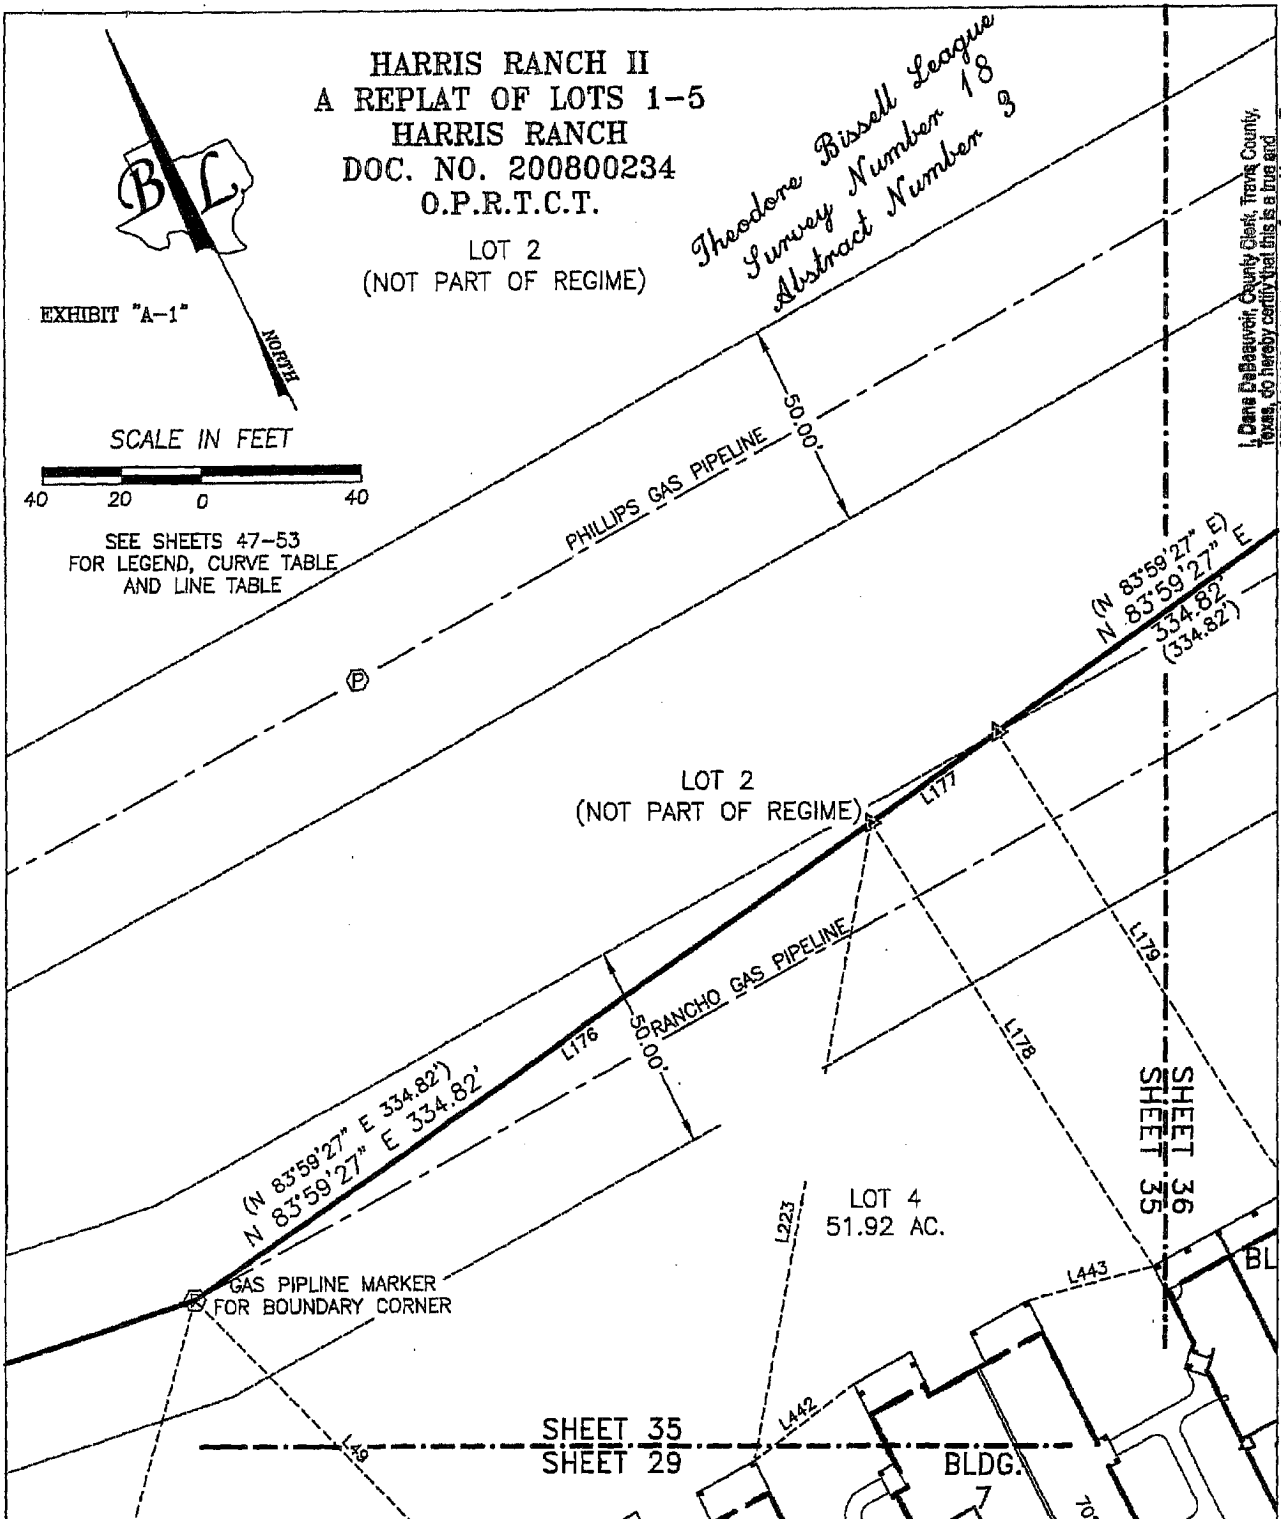 HARRIS RANCH II
A REPLAT OF LOTS 1-5
HARRIS RANCH
DOC. NO. 200800234
O.P.R.T.C.T.
LOT 2
(NOT PART OF REGIME)
Theodore Bissell League
Survey Number 18
Abstract Number 3
I, Dana DeBeauvoir, County Clerk, Travis County,
Texas, do hereby certify that this is a true and
B L
EXHIBIT "A-1"
NORTH
SCALE IN FEET
40 20 0 40
SEE SHEETS 47-53
FOR LEGEND, CURVE TABLE
AND LINE TABLE
50.00'
PHILLIPS GAS PIPELINE
P
(N 83°59'27" E)
N 83°59'27" E
334.82'
(334.82')
LOT 2
(NOT PART OF REGIME)
L177
L179
L178
RANCHO GAS PIPELINE
50.00'
L176
(N 83°59'27" E 334.82')
N 83°59'27" E 334.82'
SHEET 36
SHEET 35
LOT 4
51.92 AC.
L223
L443
BL
GAS PIPLINE MARKER
FOR BOUNDARY CORNER
L49
L442
SHEET 35
SHEET 29
BLDG.
7